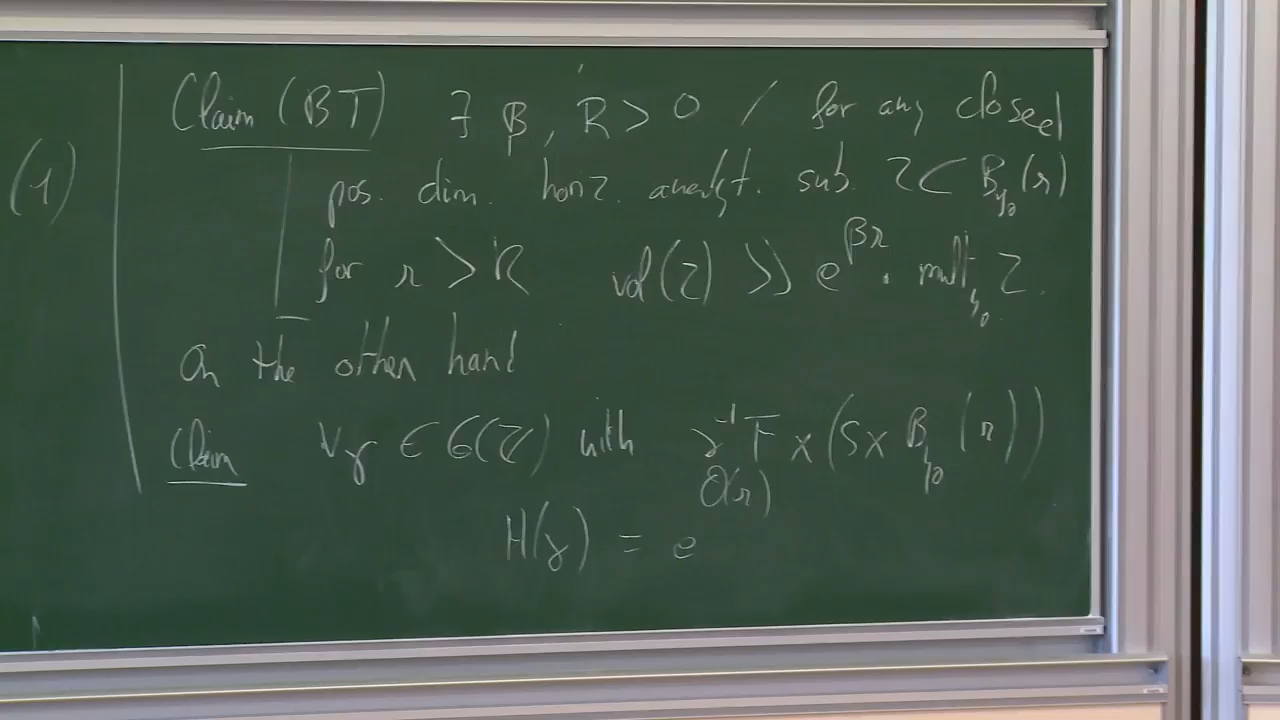 Claim (BT) ∃ β, R > 0 / for any closed
(1) pos. dim. horiz. analyt. sub. Z ⊂ B_{y_0}(r)
for r > R vol(Z) >> e^{βr} . mult_{y_0} Z.
On the other hand
Claim ∀γ ∈ G(ℤ) with γ^{-1} F × (S × B_{y_0}(r))
H(γ) = e^{O(r)}